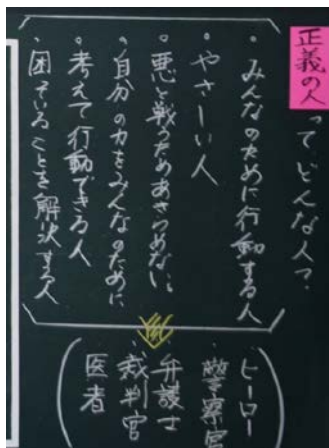 正義の人ってどんな人?
・みんなのために行動する人
・やさしい人
・悪と戦うためあきらめない。
・自分の力をみんなのために
・考えて行動できる人
・困っていることを解決する人
ヒーロー
警察官
・弁護士
・裁判官
医者